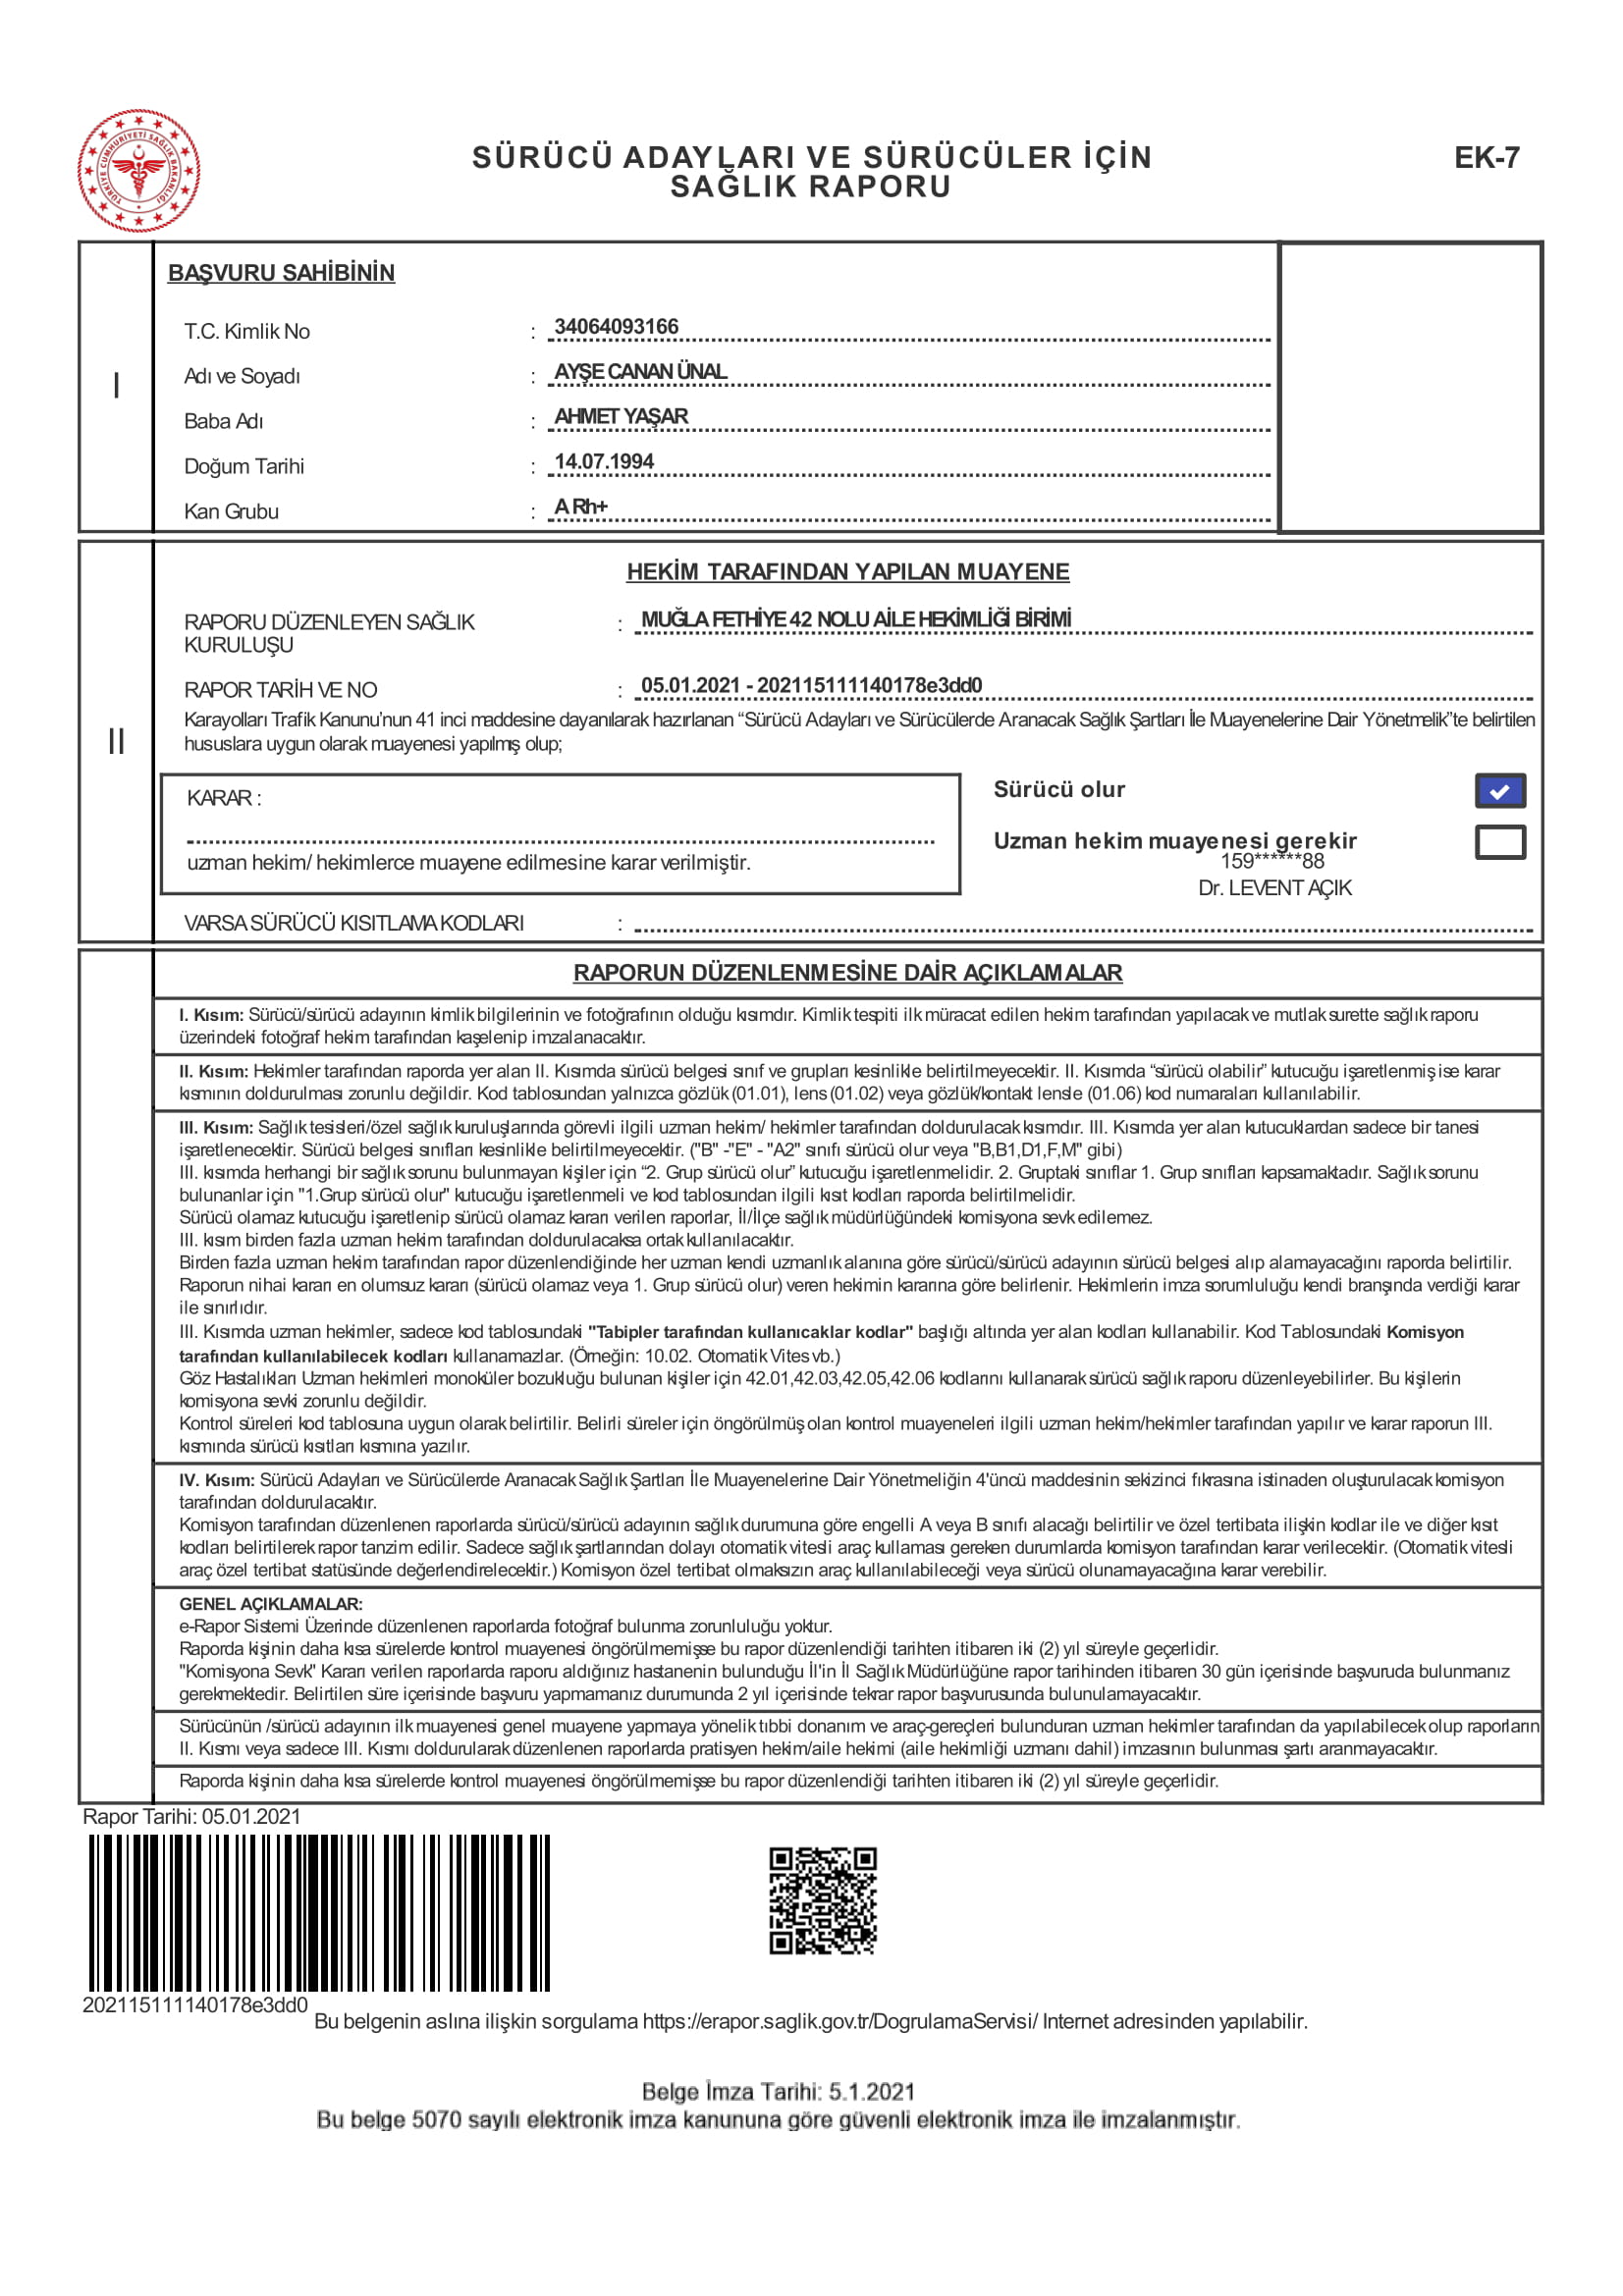 TÜRKİYE CUMHURİYETİ SAĞLIK BAKANLIĞI
SÜRÜCÜ ADAYLARI VE SÜRÜCÜLER İÇİN
SAĞLIK RAPORU
EK-7
I
BAŞVURU SAHİBİNİN
T.C. Kimlik No : 34064093166
Adı ve Soyadı : AYŞE CANAN ÜNAL
Baba Adı : AHMET YAŞAR
Doğum Tarihi : 14.07.1994
Kan Grubu : A Rh+
II
HEKİM TARAFINDAN YAPILAN MUAYENE
RAPORU DÜZENLEYEN SAĞLIK
KURULUŞU : MUĞLA FETHİYE 42 NOLU AİLE HEKİMLİĞİ BİRİMİ
RAPOR TARİH VE NO : 05.01.2021 - 202115111140178e3dd0
Karayolları Trafik Kanunu'nun 41 inci maddesine dayanılarak hazırlanan “Sürücü Adayları ve Sürücülerde Aranacak Sağlık Şartları İle Muayenelerine Dair Yönetmelik”te belirtilen
hususlara uygun olarak muayenesi yapılmış olup;
KARAR :
uzman hekim/ hekimlerce muayene edilmesine karar verilmiştir.
Sürücü olur
Uzman hekim muayenesi gerekir
159******88
Dr. LEVENT AÇIK
VARSA SÜRÜCÜ KISITLAMA KODLARI :
RAPORUN DÜZENLENMESİNE DAİR AÇIKLAMALAR
I. Kısım: Sürücü/sürücü adayının kimlik bilgilerinin ve fotoğrafının olduğu kısımdır. Kimlik tespiti ilk müracat edilen hekim tarafından yapılacak ve mutlak surette sağlık raporu
üzerindeki fotoğraf hekim tarafından kaşelenip imzalanacaktır.
II. Kısım: Hekimler tarafından raporda yer alan II. Kısımda sürücü belgesi sınıf ve grupları kesinlikle belirtilmeyecektir. II. Kısımda “sürücü olabilir” kutucuğu işaretlenmiş ise karar
kısmının doldurulması zorunlu değildir. Kod tablosundan yalnızca gözlük (01.01), lens (01.02) veya gözlük/kontakt lensle (01.06) kod numaraları kullanılabilir.
III. Kısım: Sağlık tesisleri/özel sağlık kuruluşlarında görevli ilgili uzman hekim/ hekimler tarafından doldurulacak kısımdır. III. Kısımda yer alan kutucuklardan sadece bir tanesi
işaretlenecektir. Sürücü belgesi sınıfları kesinlikle belirtilmeyecektir. ("B" -"E" - "A2" sınıfı sürücü olur veya "B,B1,D1,F,M" gibi)
III. kısımda herhangi bir sağlık sorunu bulunmayan kişiler için “2. Grup sürücü olur” kutucuğu işaretlenmelidir. 2. Gruptaki sınıflar 1. Grup sınıfları kapsamaktadır. Sağlık sorunu
bulunanlar için "1.Grup sürücü olur" kutucuğu işaretlenmeli ve kod tablosundan ilgili kısıt kodları raporda belirtilmelidir.
Sürücü olamaz kutucuğu işaretlenip sürücü olamaz kararı verilen raporlar, İl/İlçe sağlık müdürlüğündeki komisyona sevk edilemez.
III. kısım birden fazla uzman hekim tarafından doldurulacaksa ortak kullanılacaktır.
Birden fazla uzman hekim tarafından rapor düzenlendiğinde her uzman kendi uzmanlık alanına göre sürücü/sürücü adayının sürücü belgesi alıp alamayacağını raporda belirtilir.
Raporun nihai kararı en olumsuz kararı (sürücü olamaz veya 1. Grup sürücü olur) veren hekimin kararına göre belirlenir. Hekimlerin imza sorumluluğu kendi branşında verdiği karar
ile sınırlıdır.
III. Kısımda uzman hekimler, sadece kod tablosundaki "Tabipler tarafından kullanıcaklar kodlar" başlığı altında yer alan kodları kullanabilir. Kod Tablosundaki Komisyon
tarafından kullanılabilecek kodları kullanamazlar. (Örneğin: 10.02. Otomatik Vites vb.)
Göz Hastalıkları Uzman hekimleri monoküler bozukluğu bulunan kişiler için 42.01,42.03,42.05,42.06 kodlarını kullanarak sürücü sağlık raporu düzenleyebilirler. Bu kişilerin
komisyona sevki zorunlu değildir.
Kontrol süreleri kod tablosuna uygun olarak belirtilir. Belirli süreler için öngörülmüş olan kontrol muayeneleri ilgili uzman hekim/hekimler tarafından yapılır ve karar raporun III.
kısmında sürücü kısıtları kısmına yazılır.
IV. Kısım: Sürücü Adayları ve Sürücülerde Aranacak Sağlık Şartları İle Muayenelerine Dair Yönetmeliğin 4'üncü maddesinin sekizinci fıkrasına istinaden oluşturulacak komisyon
tarafından doldurulacaktır.
Komisyon tarafından düzenlenen raporlarda sürücü/sürücü adayının sağlık durumuna göre engelli A veya B sınıfı alacağı belirtilir ve özel tertibata ilişkin kodlar ile ve diğer kısıt
kodları belirtilerek rapor tanzim edilir. Sadece sağlık şartlarından dolayı otomatik vitesli araç kullaması gereken durumlarda komisyon tarafından karar verilecektir. (Otomatik vitesli
araç özel tertibat statüsünde değerlendirelecektir.) Komisyon özel tertibat olmaksızın araç kullanılabileceği veya sürücü olunamayacağına karar verebilir.
GENEL AÇIKLAMALAR:
e-Rapor Sistemi Üzerinde düzenlenen raporlarda fotoğraf bulunma zorunluluğu yoktur.
Raporda kişinin daha kısa sürelerde kontrol muayenesi öngörülmemişse bu rapor düzenlendiği tarihten itibaren iki (2) yıl süreyle geçerlidir.
"Komisyona Sevk" Kararı verilen raporlarda raporu aldığınız hastanenin bulunduğu İl'in İl Sağlık Müdürlüğüne rapor tarihinden itibaren 30 gün içerisinde başvuruda bulunmanız
gerekmektedir. Belirtilen süre içerisinde başvuru yapmamanız durumunda 2 yıl içerisinde tekrar rapor başvurusunda bulunulamayacaktır.
Sürücünün /sürücü adayının ilk muayenesi genel muayene yapmaya yönelik tıbbi donanım ve araç-gereçleri bulunduran uzman hekimler tarafından da yapılabilecek olup raporların
II. Kısmı veya sadece III. Kısmı doldurularak düzenlenen raporlarda pratisyen hekim/aile hekimi (aile hekimliği uzmanı dahil) imzasının bulunması şartı aranmayacaktır.
Raporda kişinin daha kısa sürelerde kontrol muayenesi öngörülmemişse bu rapor düzenlendiği tarihten itibaren iki (2) yıl süreyle geçerlidir.
Rapor Tarihi: 05.01.2021
202115111140178e3dd0
Bu belgenin aslına ilişkin sorgulama https://erapor.saglik.gov.tr/DogrulamaServisi/ Internet adresinden yapılabilir.
Belge İmza Tarihi: 5.1.2021
Bu belge 5070 sayılı elektronik imza kanununa göre güvenli elektronik imza ile imzalanmıştır.